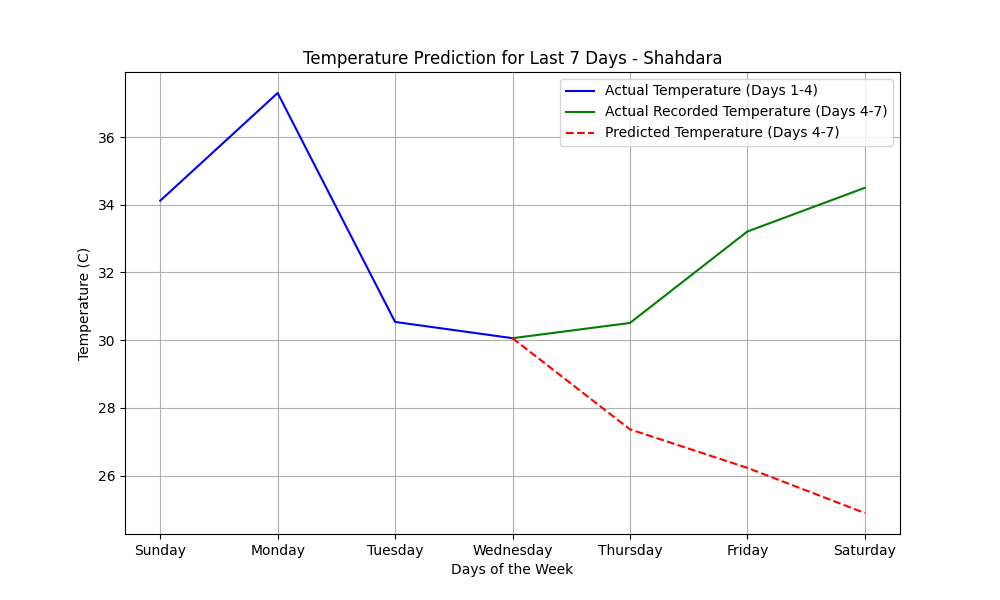 Temperature Prediction for Last 7 Days - Shahdara
Actual Temperature (Days 1-4)
Actual Recorded Temperature (Days 4-7)
Predicted Temperature (Days 4-7)
Temperature (C)
36
34
32
30
28
26
Sunday Monday Tuesday Wednesday Thursday Friday Saturday
Days of the Week